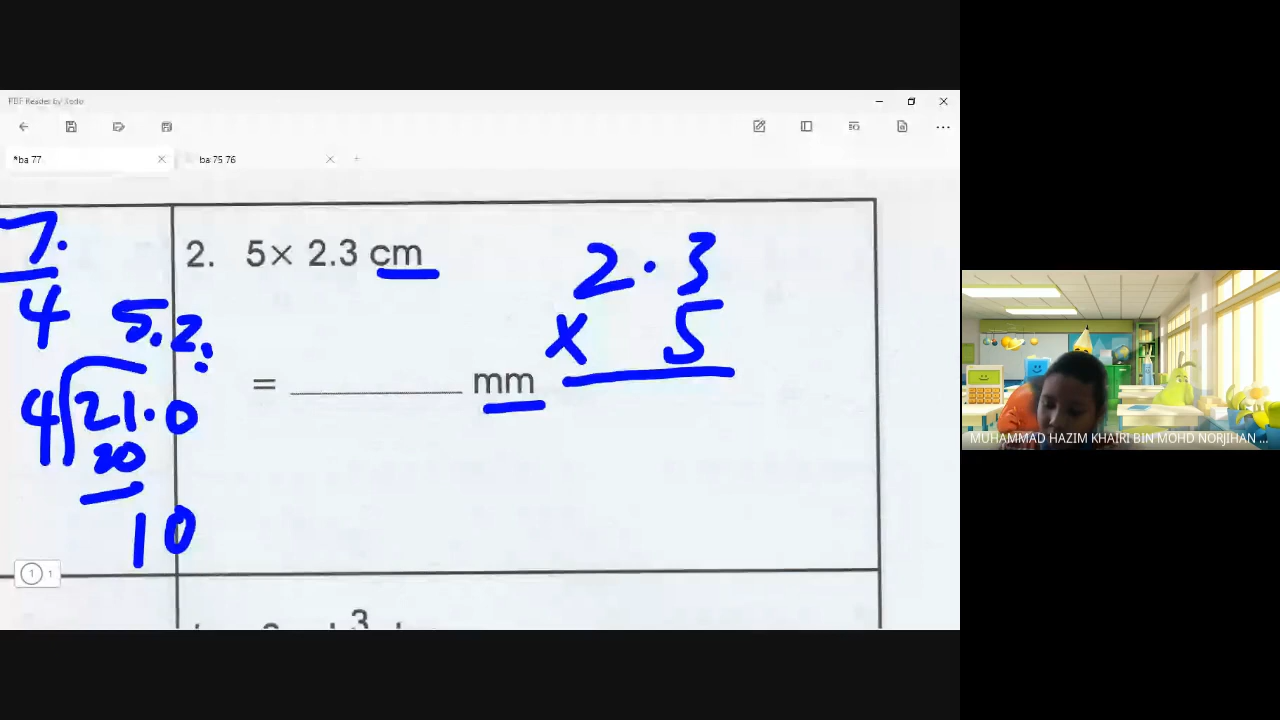 PDF Reader by Xodo
*ba 77
ba 75 76
7.
4
5.2
4 21.0
20
10
2. 5× 2.3 cm
= ________ mm
2.3
x 5
3
1 1
MUHAMMAD HAZIM KHAIRI BIN MOHD NORJIHAN ...